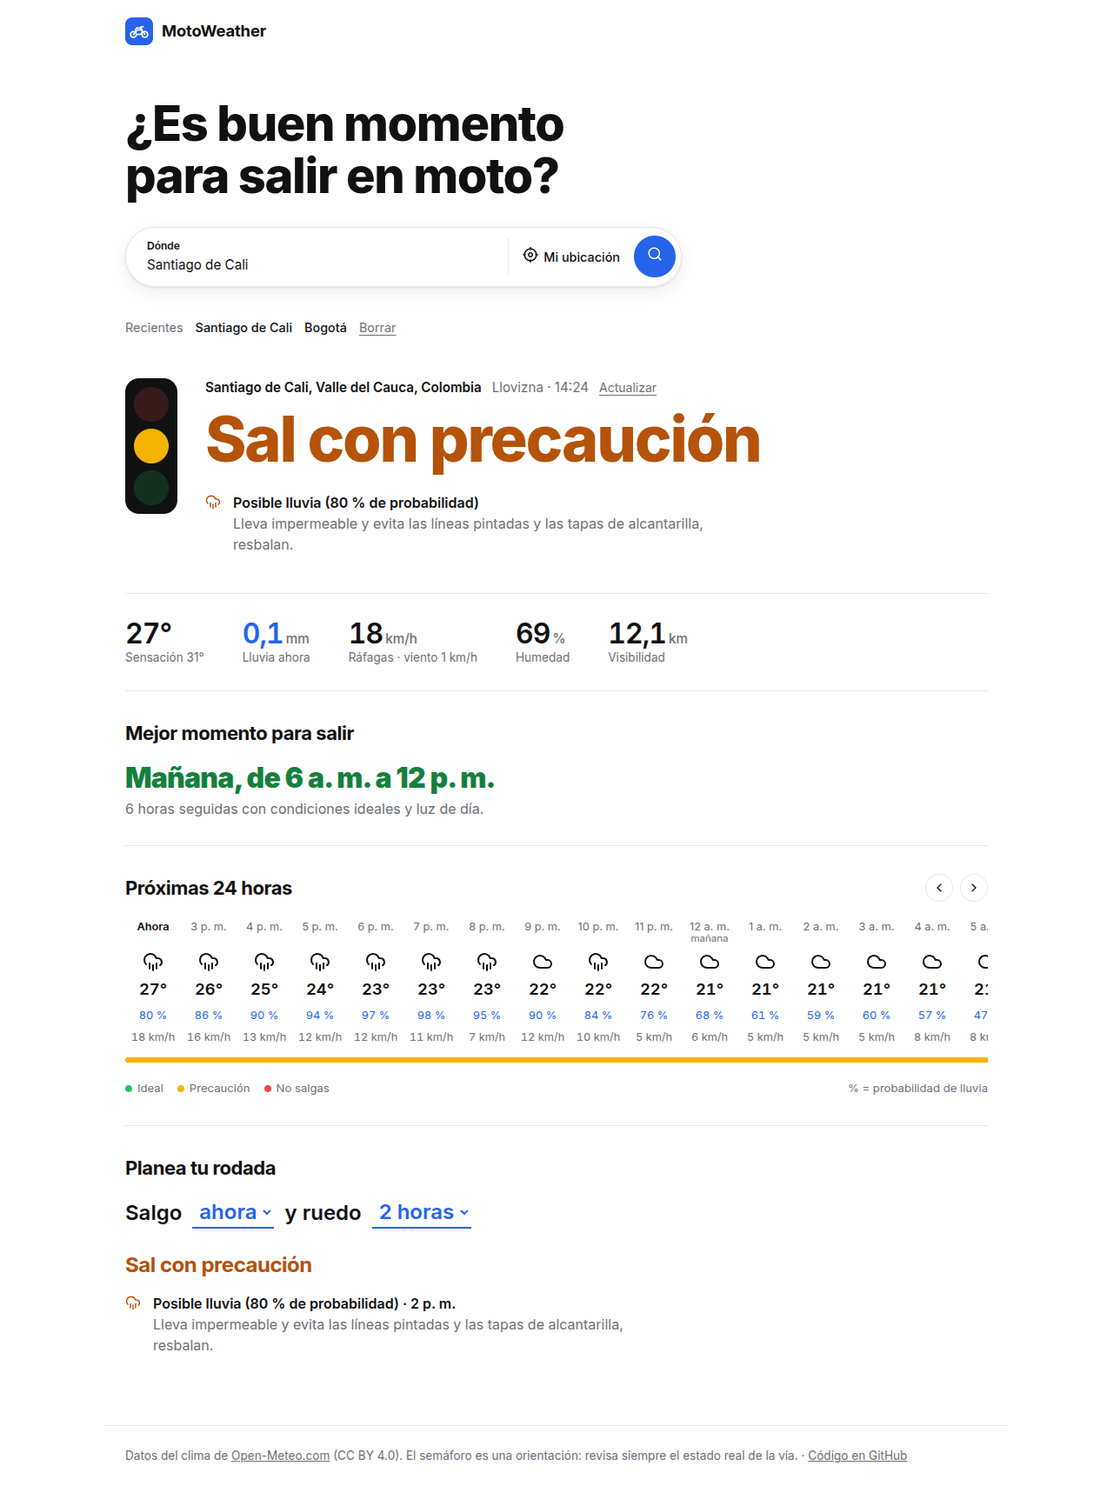 MotoWeather
¿Es buen momento
para salir en moto?
Dónde
Santiago de Cali
Mi ubicación
Recientes Santiago de Cali Bogotá Borrar
Santiago de Cali, Valle del Cauca, Colombia Llovizna · 14:24 Actualizar
Sal con precaución
Posible lluvia (80 % de probabilidad)
Lleva impermeable y evita las líneas pintadas y las tapas de alcantarilla,
resbalan.
27° 0,1 mm 18 km/h 69 % 12,1 km
Sensación 31° Lluvia ahora Ráfagas · viento 1 km/h Humedad Visibilidad
Mejor momento para salir
Mañana, de 6 a. m. a 12 p. m.
6 horas seguidas con condiciones ideales y luz de día.
Próximas 24 horas
Ahora 3 p. m. 4 p. m. 5 p. m. 6 p. m. 7 p. m. 8 p. m. 9 p. m. 10 p. m. 11 p. m. 12 a. m. 1 a. m. 2 a. m. 3 a. m. 4 a. m. 5 a.
mañana
27° 26° 25° 24° 23° 23° 23° 22° 22° 22° 21° 21° 21° 21° 21° 21
80 % 86 % 90 % 94 % 97 % 98 % 95 % 90 % 84 % 76 % 68 % 61 % 59 % 60 % 57 % 47
18 km/h 16 km/h 13 km/h 12 km/h 12 km/h 11 km/h 7 km/h 12 km/h 10 km/h 5 km/h 6 km/h 5 km/h 5 km/h 5 km/h 8 km/h 8
Ideal Precaución No salgas % = probabilidad de lluvia
Planea tu rodada
Salgo ahora y ruedo 2 horas
Sal con precaución
Posible lluvia (80 % de probabilidad) · 2 p. m.
Lleva impermeable y evita las líneas pintadas y las tapas de alcantarilla,
resbalan.
Datos del clima de Open-Meteo.com (CC BY 4.0). El semáforo es una orientación: revisa siempre el estado real de la vía. · Código en GitHub